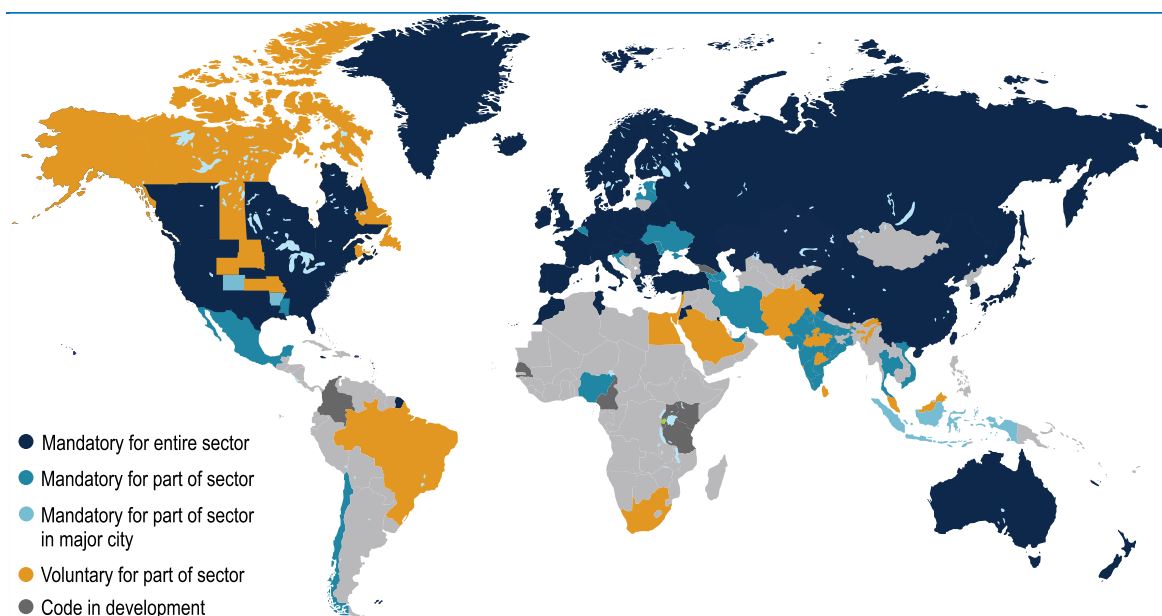 Mandatory for entire sector
Mandatory for part of sector
Mandatory for part of sector
in major city
Voluntary for part of sector
Code in development